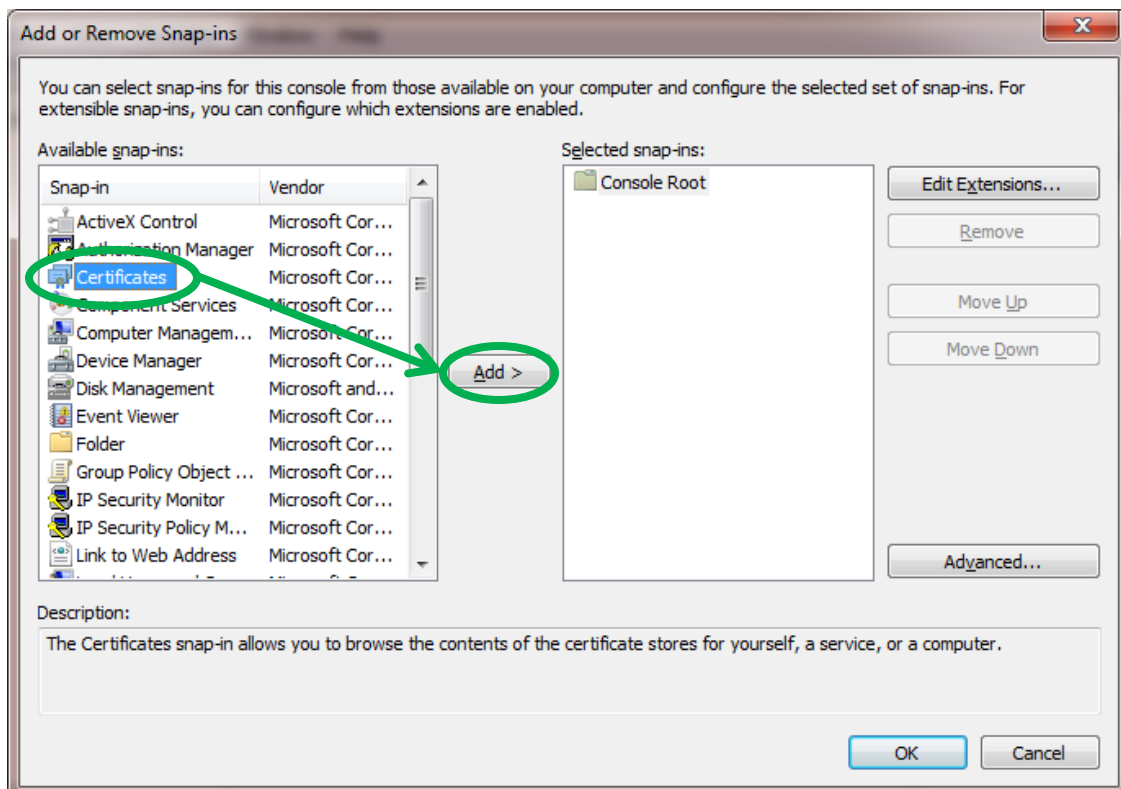 Add or Remove Snap-ins
You can select snap-ins for this console from those available on your computer and configure the selected set of snap-ins. For
extensible snap-ins, you can configure which extensions are enabled.
Available snap-ins:
Selected snap-ins:
Snap-in Vendor
ActiveX Control Microsoft Cor...
Authorization Manager Microsoft Cor...
Certificates Microsoft Cor...
Component Services Microsoft Cor...
Computer Managem... Microsoft Cor...
Device Manager Microsoft Cor...
Disk Management Microsoft and...
Event Viewer Microsoft Cor...
Folder Microsoft Cor...
Group Policy Object ... Microsoft Cor...
IP Security Monitor Microsoft Cor...
IP Security Policy M... Microsoft Cor...
Link to Web Address Microsoft Cor...
Add >
Console Root
Edit Extensions...
Remove
Move Up
Move Down
Advanced...
Description:
The Certificates snap-in allows you to browse the contents of the certificate stores for yourself, a service, or a computer.
OK Cancel